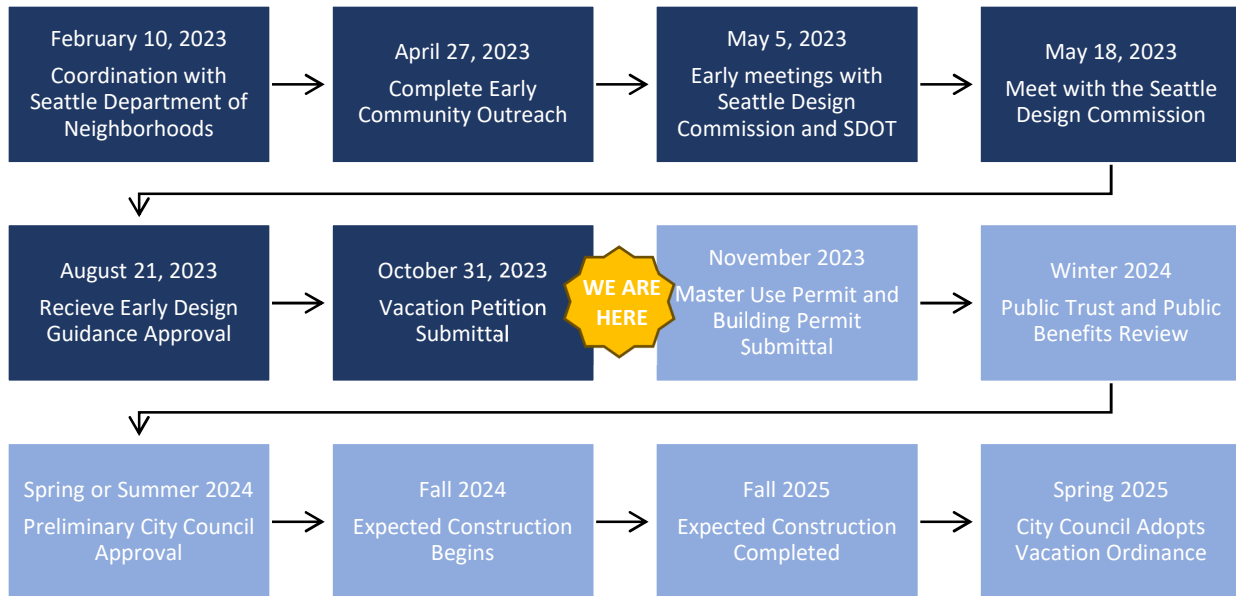 February 10, 2023
Coordination with
Seattle Department of
Neighborhoods
April 27, 2023
Complete Early
Community Outreach
May 5, 2023
Early meetings with
Seattle Design
Commission and SDOT
May 18, 2023
Meet with the Seattle
Design Commission
August 21, 2023
Recieve Early Design
Guidance Approval
October 31, 2023
Vacation Petition
Submittal
WE ARE
HERE
November 2023
Master Use Permit and
Building Permit
Submittal
Winter 2024
Public Trust and Public
Benefits Review
Spring or Summer 2024
Preliminary City Council
Approval
Fall 2024
Expected Construction
Begins
Fall 2025
Expected Construction
Completed
Spring 2025
City Council Adopts
Vacation Ordinance